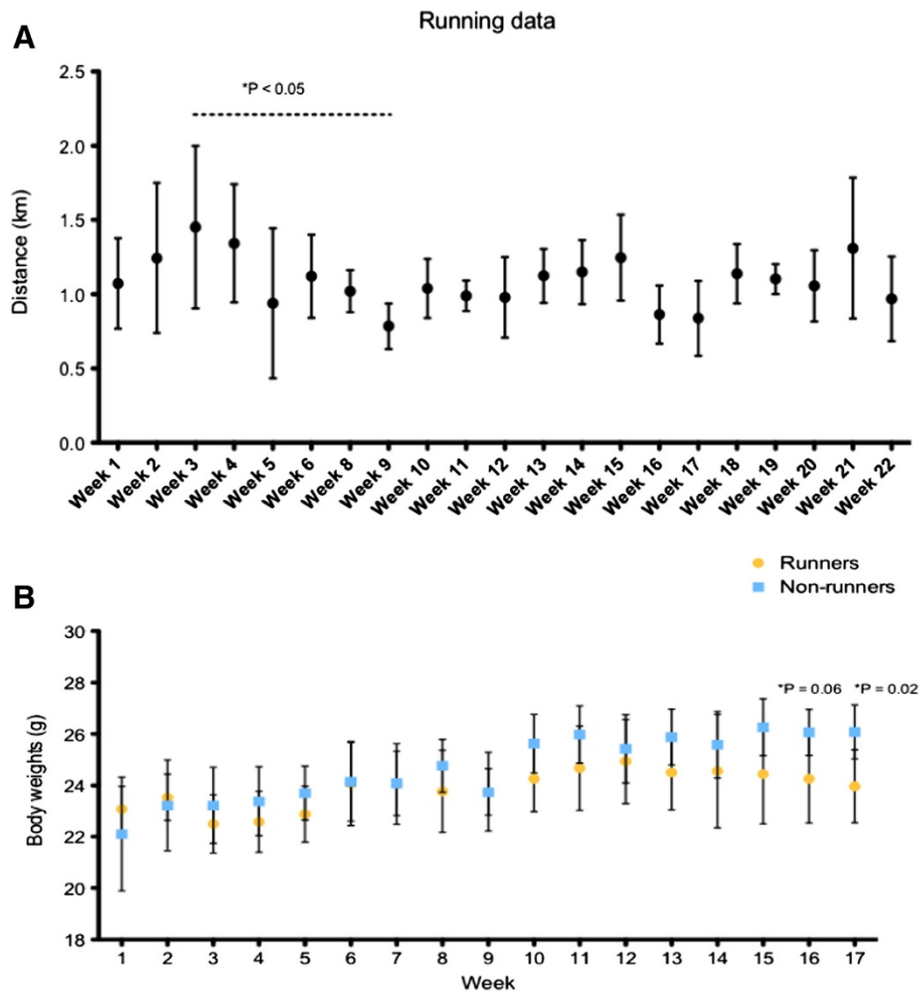 Running data
A
*P < 0.05
Distance (km)
2.5
2.0
1.5
1.0
0.5
0.0
Week 1 Week 2 Week 3 Week 4 Week 5 Week 6 Week 8 Week 9 Week 10 Week 11 Week 12 Week 13 Week 14 Week 15 Week 16 Week 17 Week 18 Week 19 Week 20 Week 21 Week 22
Runners
Non-runners
B
*P = 0.06 *P = 0.02
Body weights (g)
30
28
26
24
22
20
18
1 2 3 4 5 6 7 8 9 10 11 12 13 14 15 16 17
Week